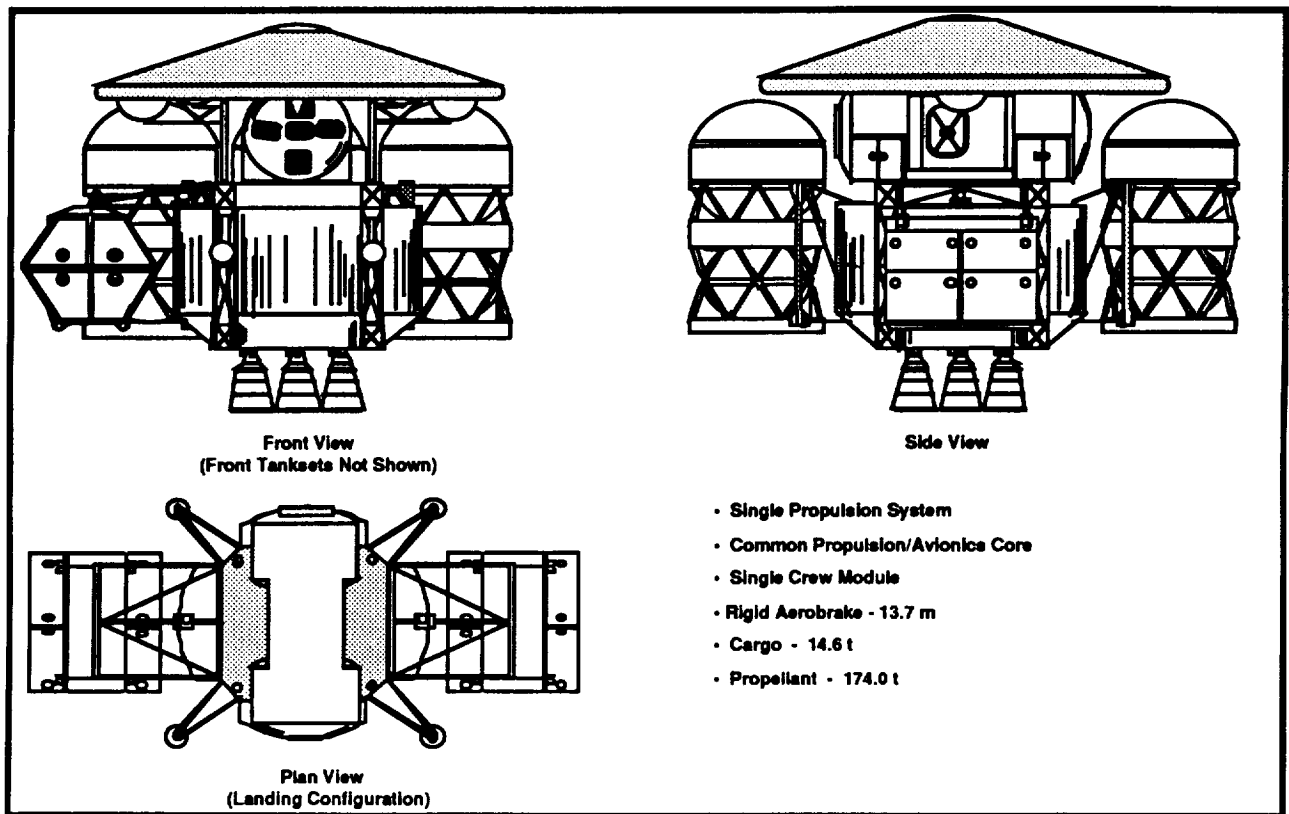 Front View
(Front Tanksets Not Shown)
Side View
Plan View
(Landing Configuration)
• Single Propulsion System
• Common Propulsion/Avionics Core
• Single Crew Module
• Rigid Aerobrake - 13.7 m
• Cargo - 14.6 t
• Propellant - 174.0 t